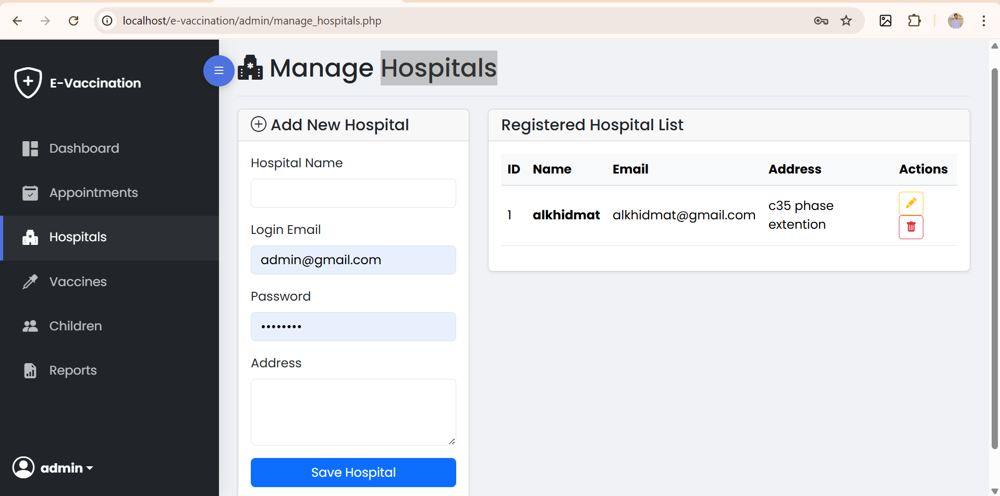 localhost/e-vaccination/admin/manage_hospitals.php
E-Vaccination
Dashboard
Appointments
Hospitals
Vaccines
Children
Reports
admin
Manage Hospitals
Add New Hospital
Hospital Name
Login Email
admin@gmail.com
Password
••••••••
Address
Save Hospital
Registered Hospital List
ID Name Email Address Actions
1 alkhidmat alkhidmat@gmail.com c35 phase
extention